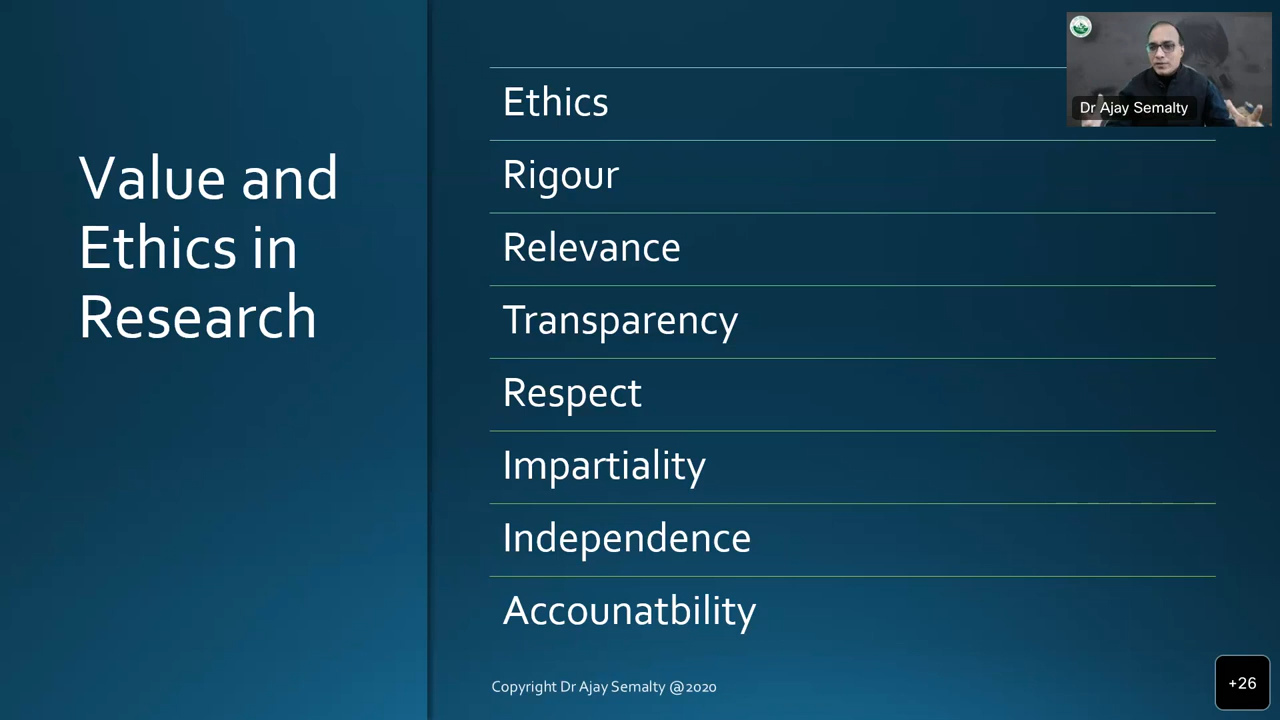 Value and
Ethics in
Research
Ethics
Rigour
Relevance
Transparency
Respect
Impartiality
Independence
Accounatbility
Copyright Dr Ajay Semalty @2020
Dr Ajay Semalty
+26